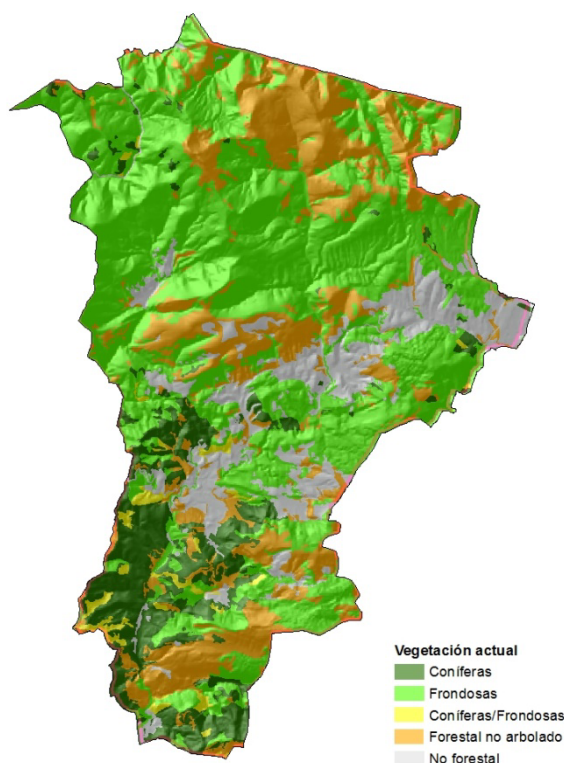 Vegetación actual
Coníferas
Frondosas
Coníferas/Frondosas
Forestal no arbolado
No forestal